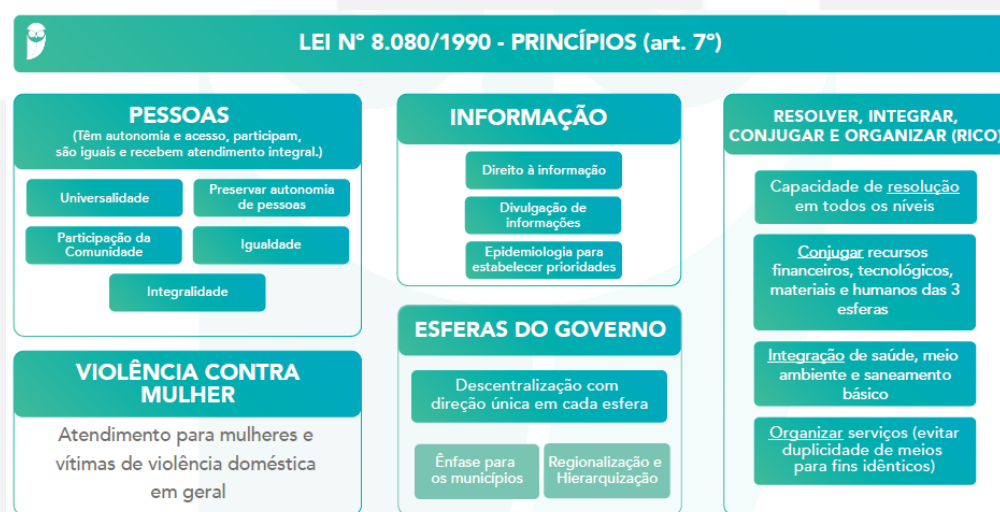 LEI Nº 8.080/1990 - PRINCÍPIOS (art. 7º)
PESSOAS
(Têm autonomia e acesso, participam,
são iguais e recebem atendimento integral.)
Universalidade
Preservar autonomia
de pessoas
Participação da
Comunidade
Igualdade
Integralidade
VIOLÊNCIA CONTRA
MULHER
Atendimento para mulheres e
vítimas de violência doméstica
em geral
INFORMAÇÃO
Direito à informação
Divulgação de
informações
Epidemiologia para
estabelecer prioridades
ESFERAS DO GOVERNO
Descentralização com
direção única em cada esfera
Ênfase para
os municípios
Regionalização e
Hierarquização
RESOLVER, INTEGRAR,
CONJUGAR E ORGANIZAR (RICO)
Capacidade de resolução
em todos os níveis
Conjugar recursos
financeiros, tecnológicos,
materiais e humanos das 3
esferas
Integração de saúde, meio
ambiente e saneamento
básico
Organizar serviços (evitar
duplicidade de meios
para fins idênticos)